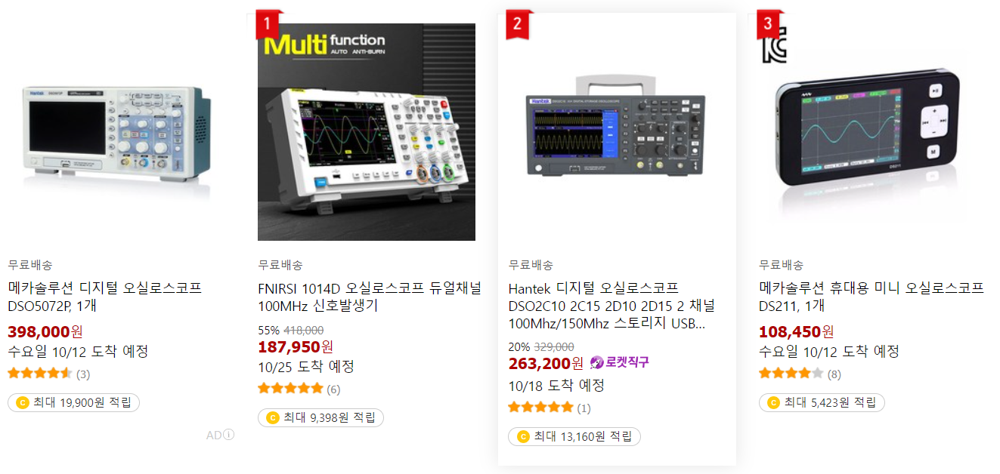 Hantek
무료배송
메카솔루션 디지털 오실로스코프
DSO5072P, 1개
398,000원
수요일 10/12 도착 예정
(3)
최대 19,900원 적립
AD
1
Multi function
AUTO ANTI-BURN
무료배송
FNIRSI 1014D 오실로스코프 듀얼채널
100MHz 신호발생기
55% 418,000
187,950원
10/25 도착 예정
(6)
최대 9,398원 적립
2
Hantek
무료배송
Hantek 디지털 오실로스코프
DSO2C10 2C15 2D10 2D15 2 채널
100Mhz/150Mhz 스토리지 USB...
20% 329,000
263,200원 로켓직구
10/18 도착 예정
(1)
최대 13,160원 적립
3
M
DS211
무료배송
메카솔루션 휴대용 미니 오실로스코프
DS211, 1개
108,450원
수요일 10/12 도착 예정
(8)
최대 5,423원 적립